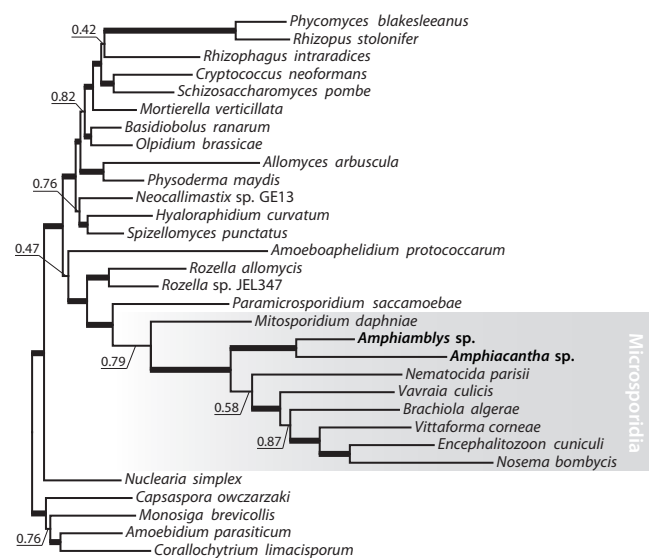 0.42
Phycomyces blakesleeanus
Rhizopus stolonifer
Rhizophagus intraradices
Cryptococcus neoformans
Schizosaccharomyces pombe
0.82
Mortierella verticillata
Basidiobolus ranarum
Olpidium brassicae
Allomyces arbuscula
Physoderma maydis
0.76
Neocallimastix sp. GE13
Hyaloraphidium curvatum
Spizellomyces punctatus
0.47
Amoeboaphelidium protococcarum
Rozella allomycis
Rozella sp. JEL347
Paramicrosporidium saccamoebae
Mitosporidium daphniae
Amphiamblys sp.
Amphiacantha sp.
0.79
Nematocida parisii
Vavraia culicis
0.58
Brachiola algerae
Vittaforma corneae
0.87
Encephalitozoon cuniculi
Nosema bombycis
Microsporidia
Nuclearia simplex
Capsaspora owczarzaki
Monosiga brevicollis
Amoebidium parasiticum
0.76
Corallochytrium limacisporum